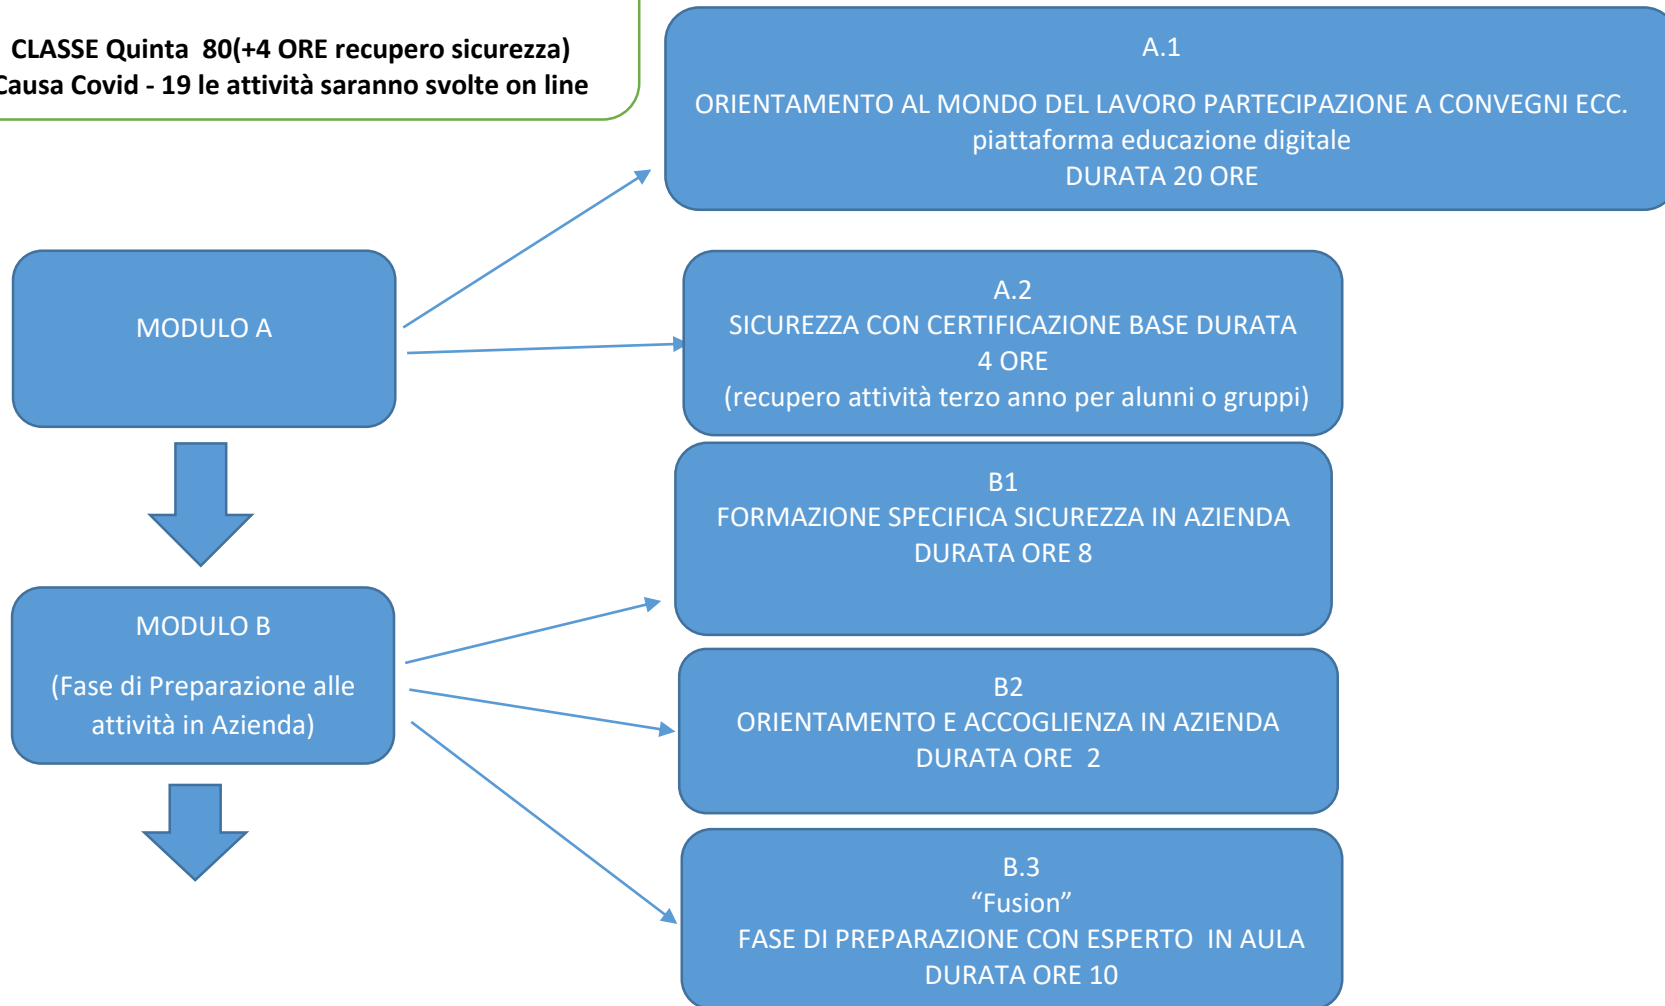 CLASSE Quinta 80(+4 ORE recupero sicurezza)
Causa Covid - 19 le attività saranno svolte on line
A.1
ORIENTAMENTO AL MONDO DEL LAVORO PARTECIPAZIONE A CONVEGNI ECC.
piattaforma educazione digitale
DURATA 20 ORE
MODULO A
A.2
SICUREZZA CON CERTIFICAZIONE BASE DURATA
4 ORE
(recupero attività terzo anno per alunni o gruppi)
B1
FORMAZIONE SPECIFICA SICUREZZA IN AZIENDA
DURATA ORE 8
MODULO B
(Fase di Preparazione alle
attività in Azienda)
B2
ORIENTAMENTO E ACCOGLIENZA IN AZIENDA
DURATA ORE 2
B.3
“Fusion”
FASE DI PREPARAZIONE CON ESPERTO IN AULA
DURATA ORE 10